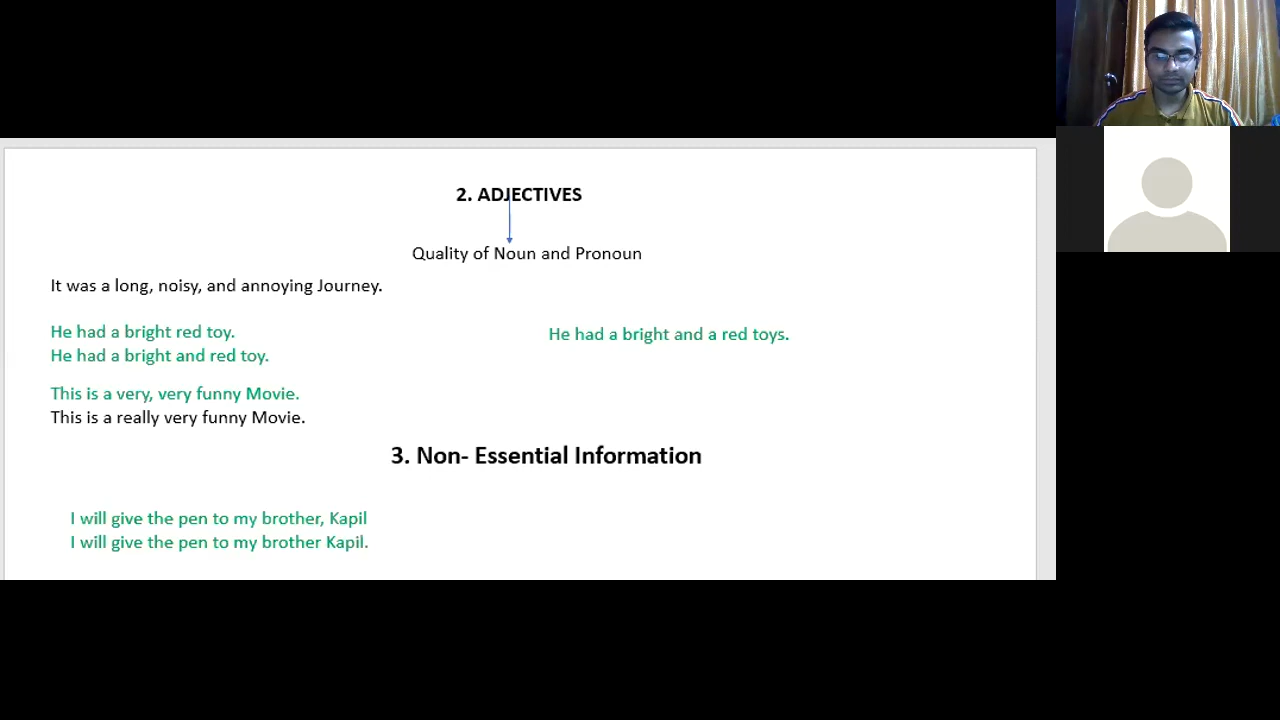 2. ADJECTIVES
Quality of Noun and Pronoun
It was a long, noisy, and annoying Journey.
He had a bright red toy.
He had a bright and a red toys.
He had a bright and red toy.
This is a very, very funny Movie.
This is a really very funny Movie.
3. Non- Essential Information
I will give the pen to my brother, Kapil
I will give the pen to my brother Kapil.